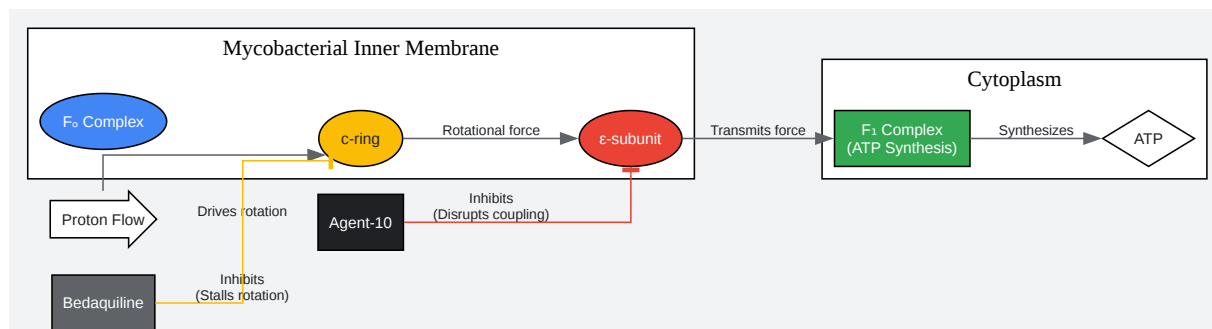 Mycobacterial Inner Membrane
Cytoplasm
Fₒ Complex
c-ring
Rotational force
ε-subunit
Transmits force
F₁ Complex
(ATP Synthesis)
Synthesizes
ATP
Proton Flow
Drives rotation
Agent-10
Inhibits
(Disrupts coupling)
Bedaquiline
Inhibits
(Stalls rotation)